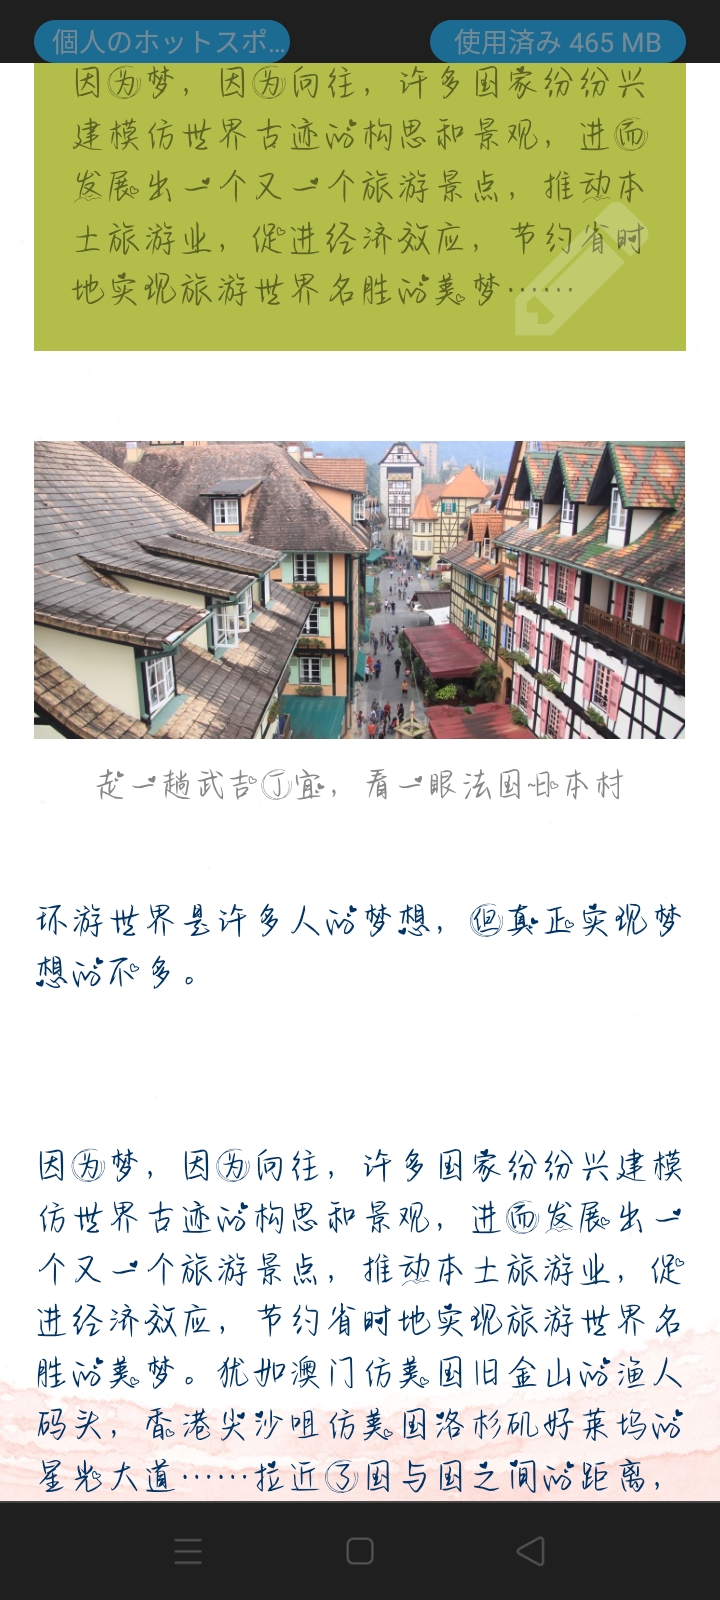 個人のホットスポ…
使用済み 465 MB
因为梦，因为向往，许多国家纷纷兴
建模仿世界古迹的构思和景观，进而
发展出一个又一个旅游景点，推动本
土旅游业，促进经济效应，节约省时
地实现旅游世界名胜的美梦……
走一趟武吉丁宜，看一眼法国-日本村
环游世界是许多人的梦想，但真正实现梦
想的不多。
因为梦，因为向往，许多国家纷纷兴建模
仿世界古迹的构思和景观，进而发展出一
个又一个旅游景点，推动本土旅游业，促
进经济效应，节约省时地实现旅游世界名
胜的美梦。犹如澳门仿美国旧金山的渔人
码头，香港尖沙咀仿美国洛杉矶好莱坞的
星光大道……拉近了国与国之间的距离，